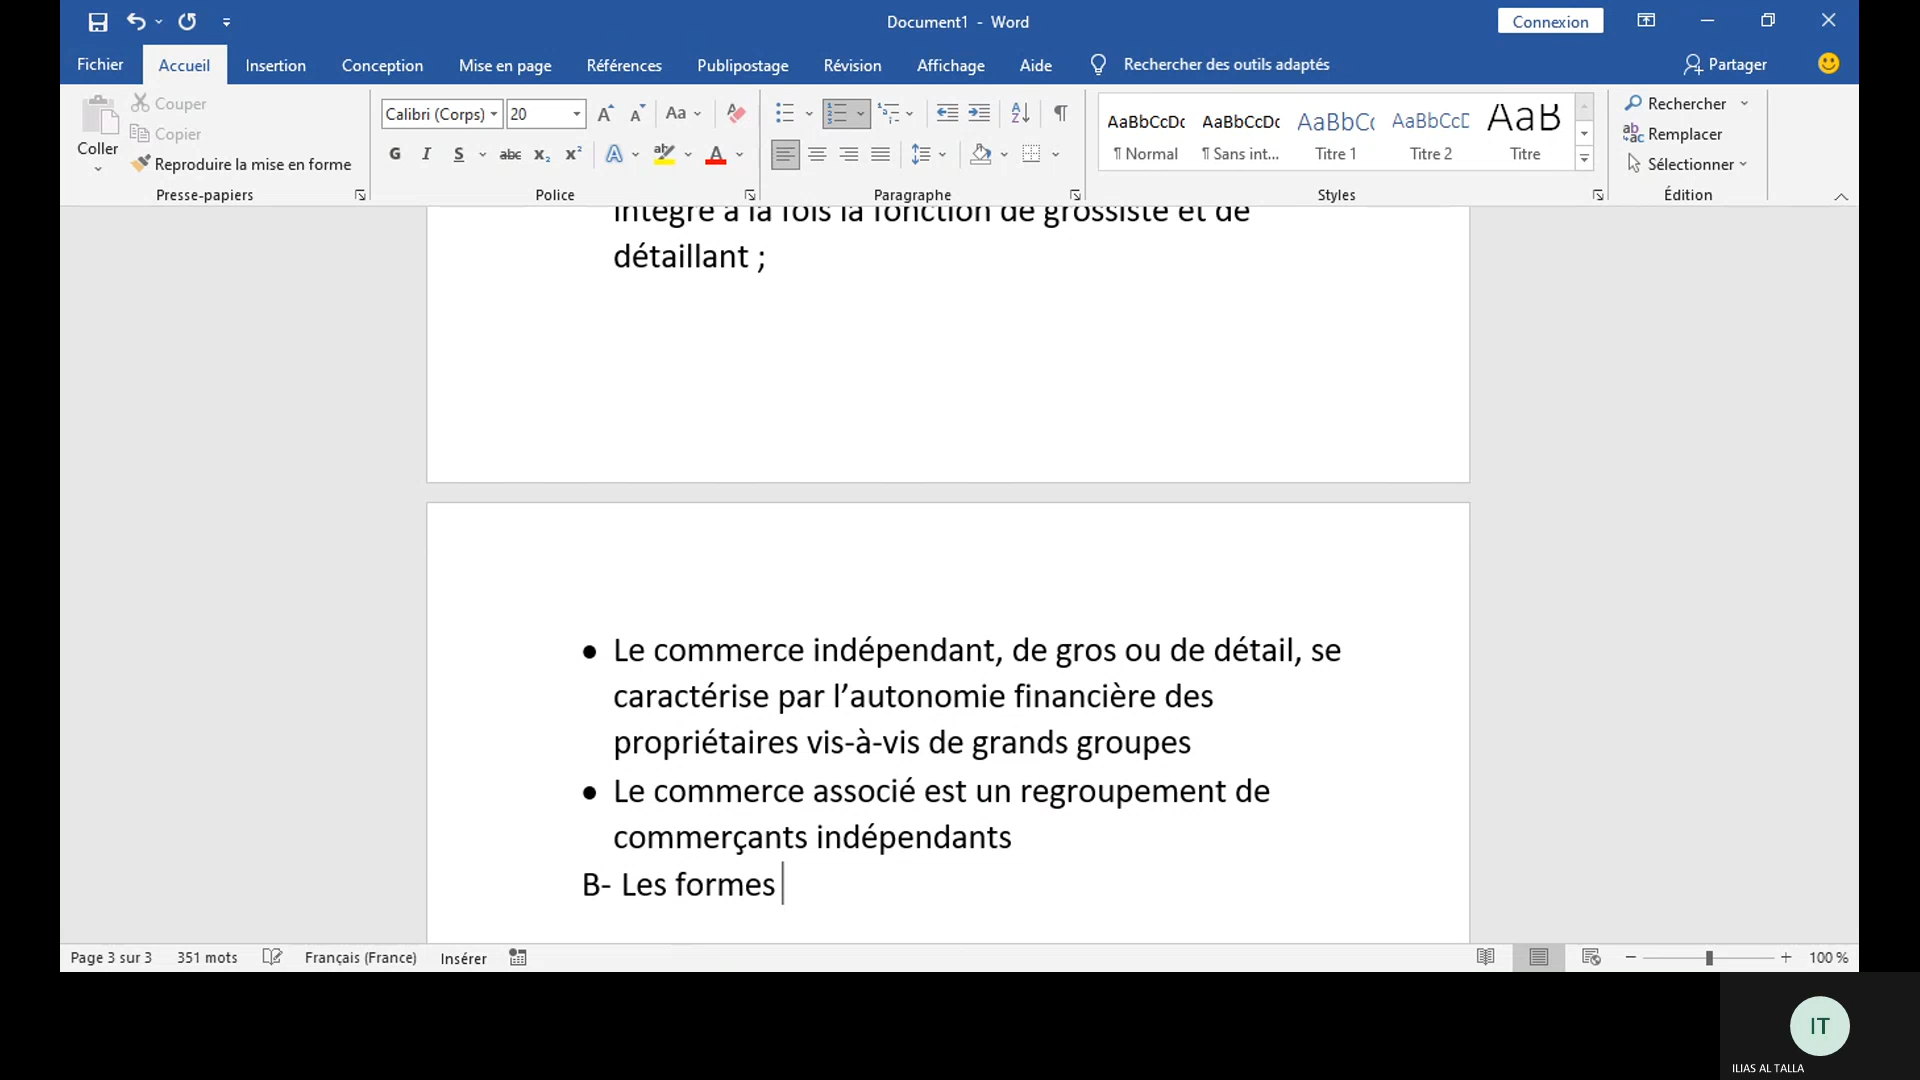 Document1 - Word
Connexion
Fichier
Accueil
Insertion
Conception
Mise en page
Références
Publipostage
Révision
Affichage
Aide
Rechercher des outils adaptés
Partager
Coller
Couper
Copier
Reproduire la mise en forme
Presse-papiers
Calibri (Corps)
20
Aa
G I S abc x₂ x²
Police
Paragraphe
AaBbCcDc
¶ Normal
AaBbCcDc
¶ Sans int...
AaBbCc
Titre 1
AaBbCcD
Titre 2
AaB
Titre
Styles
Rechercher
Remplacer
Sélectionner
Édition
intègre à la fois la fonction de grossiste et de
détaillant ;
• Le commerce indépendant, de gros ou de détail, se
caractérise par l’autonomie financière des
propriétaires vis-à-vis de grands groupes
• Le commerce associé est un regroupement de
commerçants indépendants
B- Les formes
Page 3 sur 3
351 mots
Français (France)
Insérer
100 %
IT
ILIAS AL TALLA